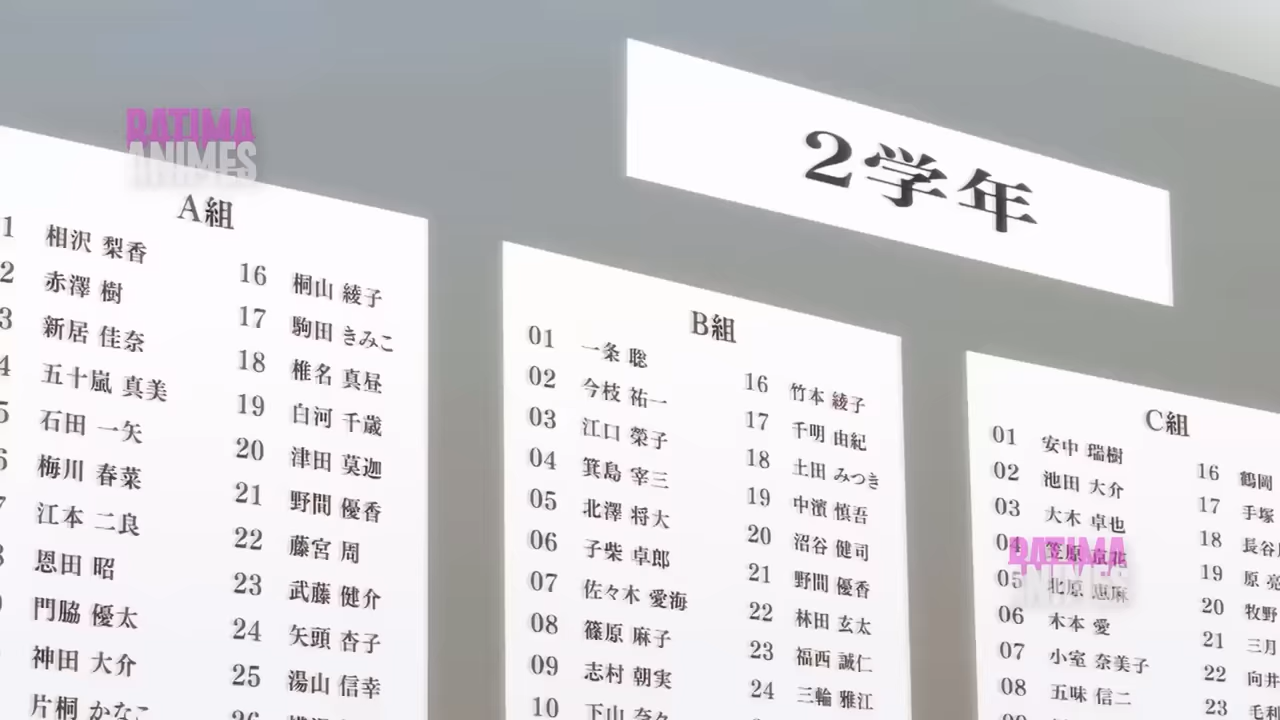 RATIMA
ANIMES
2学年
A組
1 相沢 梨香
2 赤澤 樹
3 新居 佳奈
4 五十嵐 真美
5 石田 一矢
6 梅川 春菜
7 江本 二良
8 恩田 昭
門脇 優太
神田 大介
片桐 かなこ
16 桐山 綾子
17 駒田 きみこ
18 椎名 真昼
19 白河 千歳
20 津田 莫迦
21 野間 優香
22 藤宮 周
23 武藤 健介
24 矢頭 杏子
25 湯山 信幸
26
B組
01 一条 聡
02 今枝 祐一
03 江口 榮子
04 箕島 宰三
05 北澤 将大
06 子柴 卓郎
07 佐々木 愛海
08 篠原 麻子
09 志村 朝実
10 下山 奈々
16 竹本 綾子
17 千明 由紀
18 土田 みつき
19 中濱 慎吾
20 沼谷 健司
21 野間 優香
22 林田 玄太
23 福西 誠仁
24 三輪 雅江
C組
01 安中 瑞樹
02 池田 大介
03 大木 卓也
04 笠原 京花
05 北原 恵麻
06 木本 愛
07 小室 奈美子
08 五味 信二
16 鶴岡
17 手塚
18 長谷
19 原 亮
20 牧野
21 三月
22 向井
23 毛利
RATIMA
ANIMES